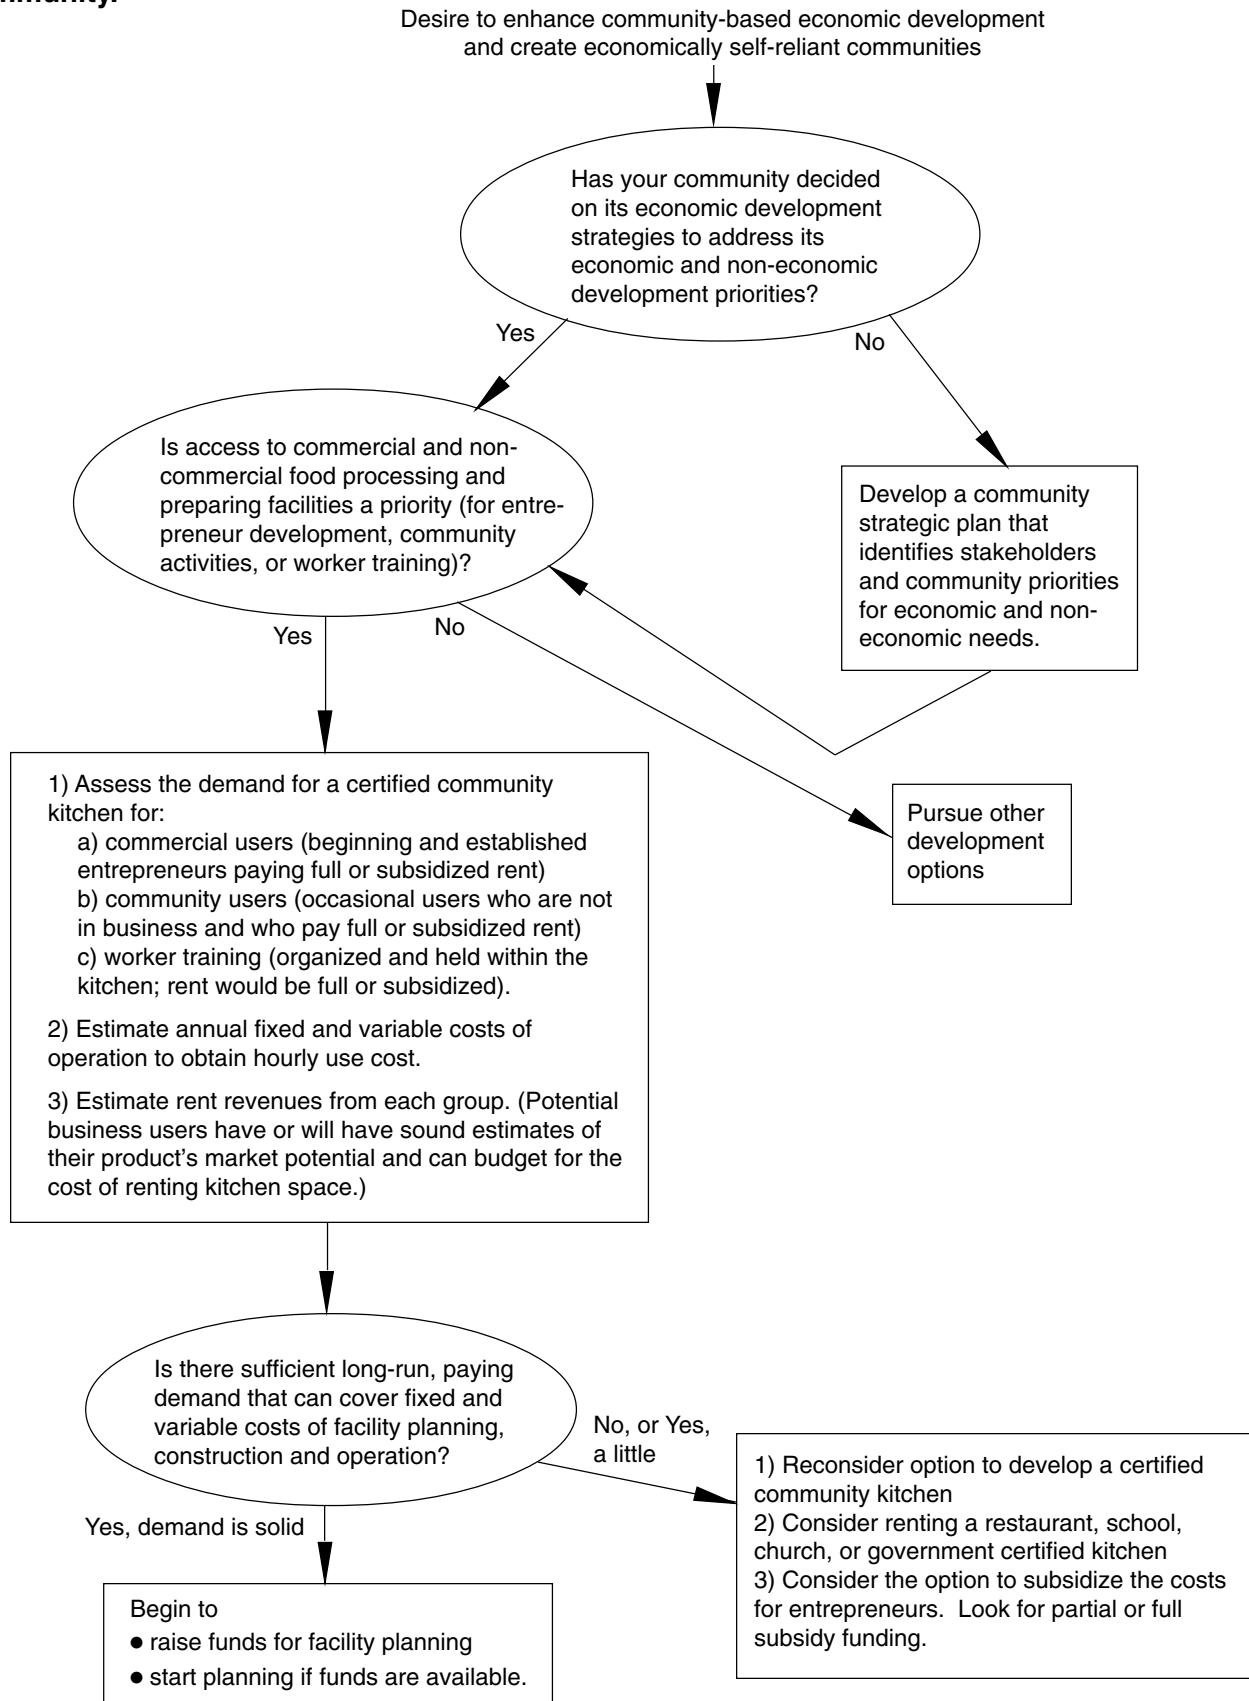 Desire to enhance community-based economic development
and create economically self-reliant communities
Has your community decided
on its economic development
strategies to address its
economic and non-economic
development priorities?
Yes
No
Is access to commercial and non-
commercial food processing and
preparing facilities a priority (for entre-
preneur development, community
activities, or worker training)?
Develop a community
strategic plan that
identifies stakeholders
and community priorities
for economic and non-
economic needs.
Yes
No
1) Assess the demand for a certified community
kitchen for:
a) commercial users (beginning and established
entrepreneurs paying full or subsidized rent)
b) community users (occasional users who are not
in business and who pay full or subsidized rent)
c) worker training (organized and held within the
kitchen; rent would be full or subsidized).
2) Estimate annual fixed and variable costs of
operation to obtain hourly use cost.
3) Estimate rent revenues from each group. (Potential
business users have or will have sound estimates of
their product's market potential and can budget for the
cost of renting kitchen space.)
Pursue other
development
options
Is there sufficient long-run, paying
demand that can cover fixed and
variable costs of facility planning,
construction and operation?
No, or Yes,
a little
Yes, demand is solid
1) Reconsider option to develop a certified
community kitchen
2) Consider renting a restaurant, school,
church, or government certified kitchen
3) Consider the option to subsidize the costs
for entrepreneurs.  Look for partial or full
subsidy funding.
Begin to
● raise funds for facility planning
● start planning if funds are available.